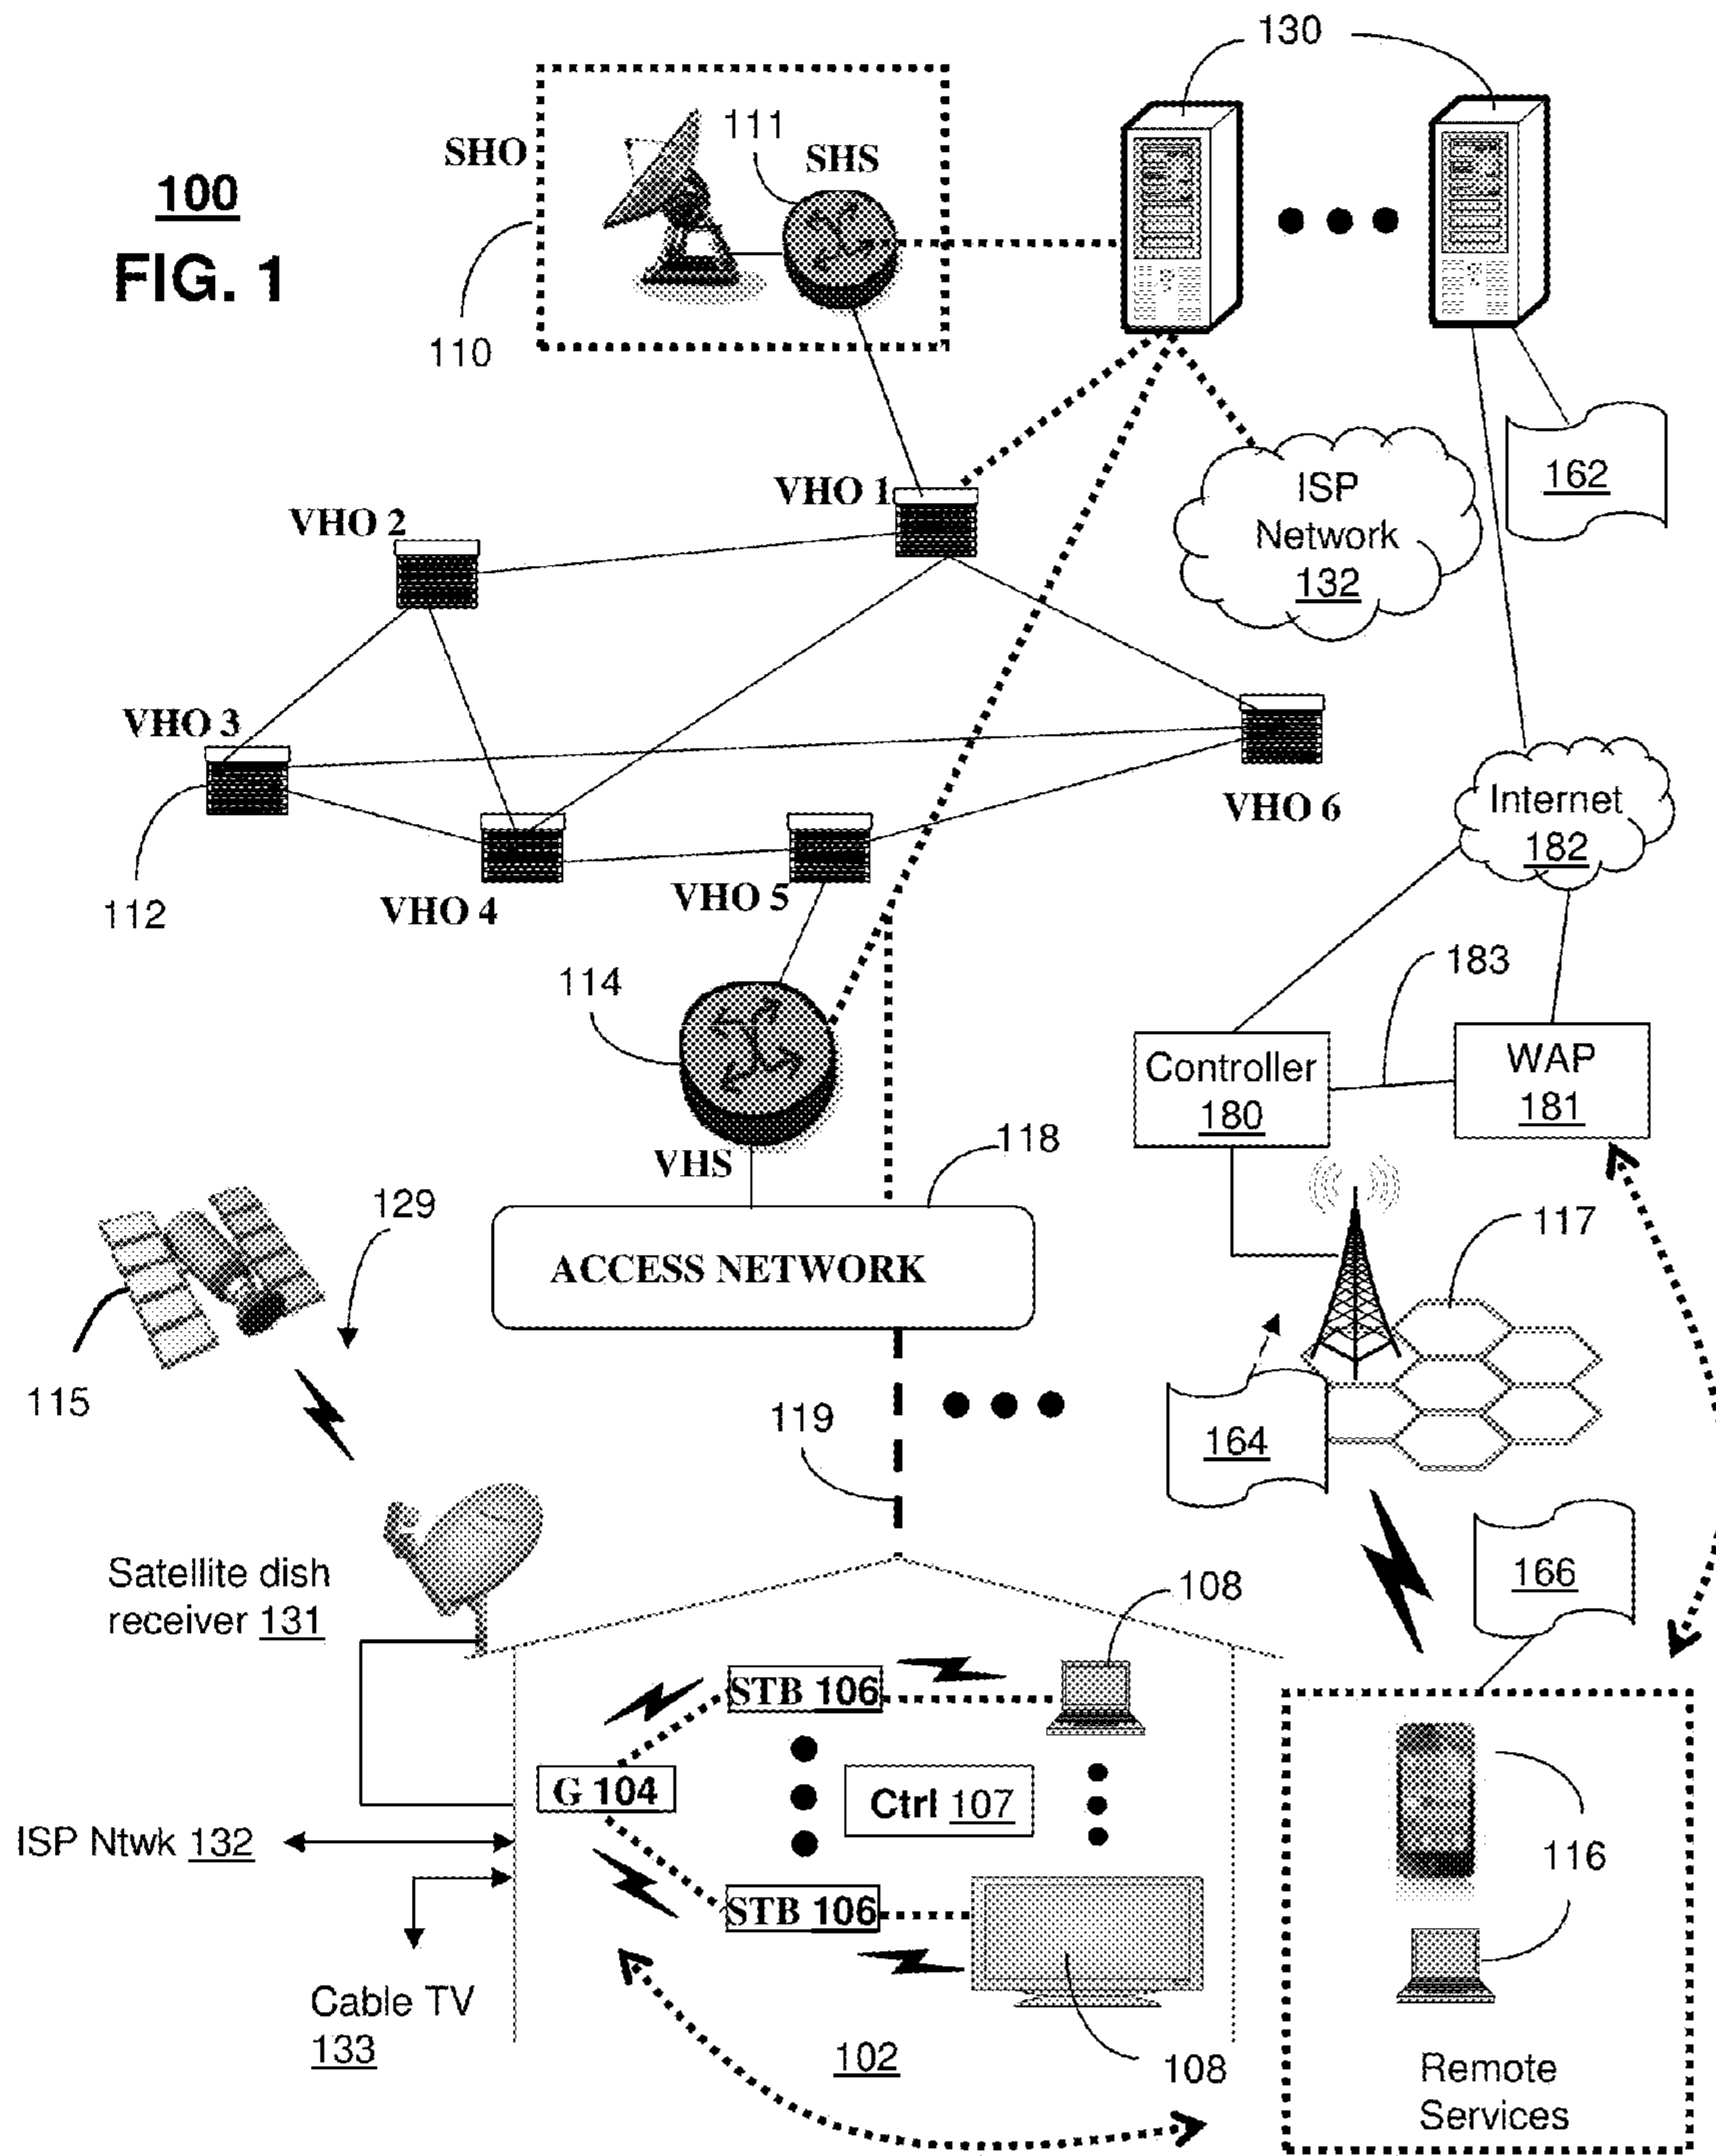 130
111
SHO
SHS
100
FIG. 1
110
VHO 1
ISP
Network
132
162
VHO 2
VHO 3
VHO 6
Internet
182
112
VHO 4
VHO 5
183
114
Controller
180
WAP
181
VHS
118
129
117
ACCESS NETWORK
115
119
164
Satellite dish
receiver 131
108
166
STB 106
G 104
Ctrl 107
ISP Ntwk 132
116
STB 106
Cable TV
133
102
108
Remote
Services